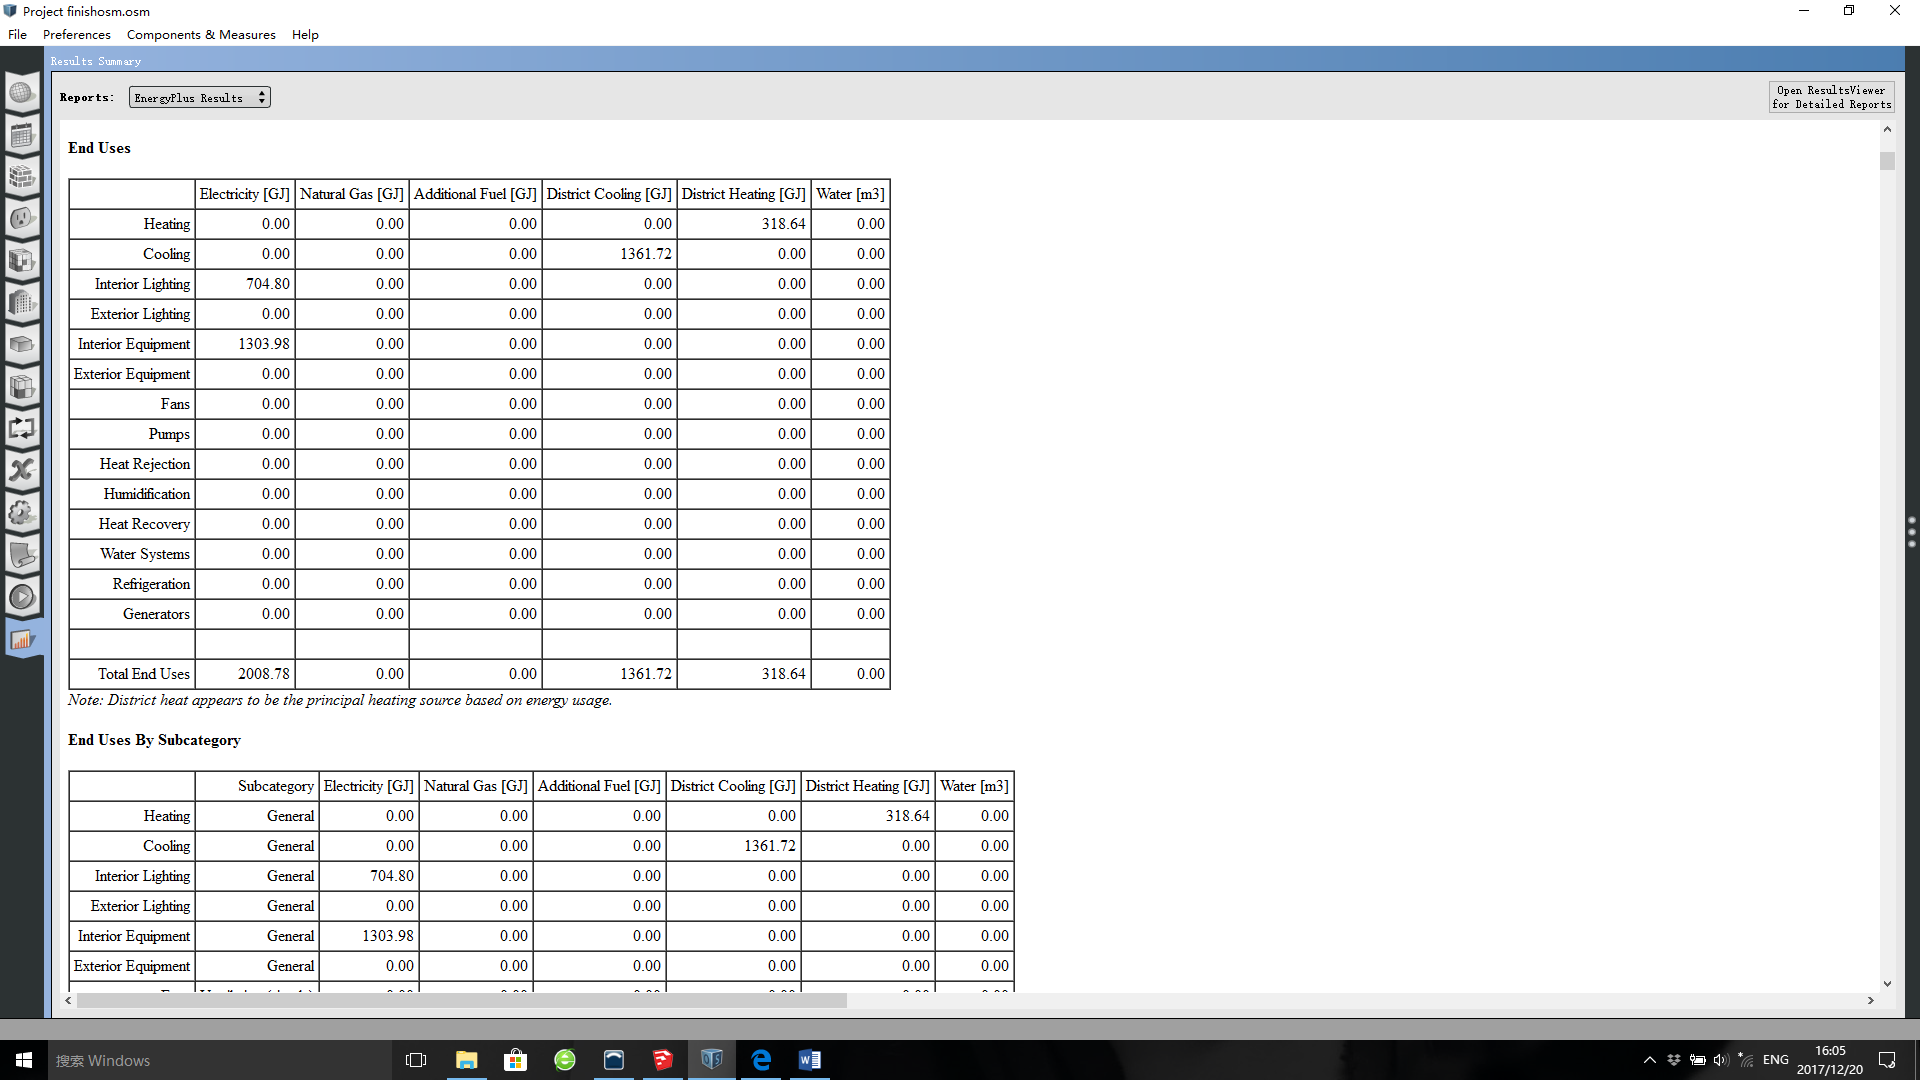 Project finishosm.osm
File Preferences Components & Measures Help
Results Summary
Reports: EnergyPlus Results
Open ResultsViewer
for Detailed Reports
End Uses
Electricity [GJ] Natural Gas [GJ] Additional Fuel [GJ] District Cooling [GJ] District Heating [GJ] Water [m3]
Heating 0.00 0.00 0.00 0.00 318.64 0.00
Cooling 0.00 0.00 0.00 1361.72 0.00 0.00
Interior Lighting 704.80 0.00 0.00 0.00 0.00 0.00
Exterior Lighting 0.00 0.00 0.00 0.00 0.00 0.00
Interior Equipment 1303.98 0.00 0.00 0.00 0.00 0.00
Exterior Equipment 0.00 0.00 0.00 0.00 0.00 0.00
Fans 0.00 0.00 0.00 0.00 0.00 0.00
Pumps 0.00 0.00 0.00 0.00 0.00 0.00
Heat Rejection 0.00 0.00 0.00 0.00 0.00 0.00
Humidification 0.00 0.00 0.00 0.00 0.00 0.00
Heat Recovery 0.00 0.00 0.00 0.00 0.00 0.00
Water Systems 0.00 0.00 0.00 0.00 0.00 0.00
Refrigeration 0.00 0.00 0.00 0.00 0.00 0.00
Generators 0.00 0.00 0.00 0.00 0.00 0.00
Total End Uses 2008.78 0.00 0.00 1361.72 318.64 0.00
Note: District heat appears to be the principal heating source based on energy usage.
End Uses By Subcategory
Subcategory Electricity [GJ] Natural Gas [GJ] Additional Fuel [GJ] District Cooling [GJ] District Heating [GJ] Water [m3]
Heating General 0.00 0.00 0.00 0.00 318.64 0.00
Cooling General 0.00 0.00 0.00 1361.72 0.00 0.00
Interior Lighting General 704.80 0.00 0.00 0.00 0.00 0.00
Exterior Lighting General 0.00 0.00 0.00 0.00 0.00 0.00
Interior Equipment General 1303.98 0.00 0.00 0.00 0.00 0.00
Exterior Equipment General 0.00 0.00 0.00 0.00 0.00 0.00
搜索 Windows
ENG
16:05
2017/12/20